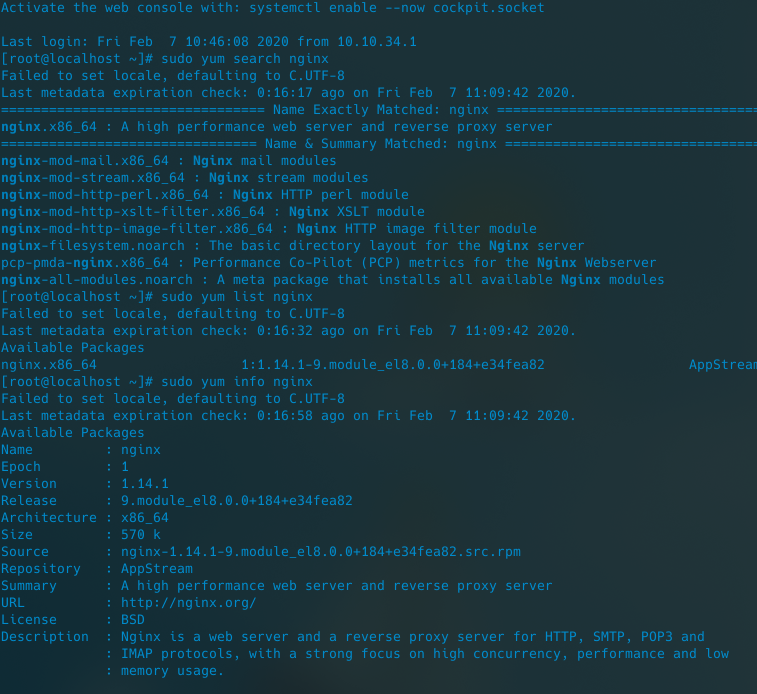 Activate the web console with: systemctl enable --now cockpit.socket
Last login: Fri Feb  7 10:46:08 2020 from 10.10.34.1
[root@localhost ~]# sudo yum search nginx
Failed to set locale, defaulting to C.UTF-8
Last metadata expiration check: 0:16:17 ago on Fri Feb  7 11:09:42 2020.
================================= Name Exactly Matched: nginx =================================
nginx.x86_64 : A high performance web server and reverse proxy server
================================ Name & Summary Matched: nginx ================================
nginx-mod-mail.x86_64 : Nginx mail modules
nginx-mod-stream.x86_64 : Nginx stream modules
nginx-mod-http-perl.x86_64 : Nginx HTTP perl module
nginx-mod-http-xslt-filter.x86_64 : Nginx XSLT module
nginx-mod-http-image-filter.x86_64 : Nginx HTTP image filter module
nginx-filesystem.noarch : The basic directory layout for the Nginx server
pcp-pmda-nginx.x86_64 : Performance Co-Pilot (PCP) metrics for the Nginx Webserver
nginx-all-modules.noarch : A meta package that installs all available Nginx modules
[root@localhost ~]# sudo yum list nginx
Failed to set locale, defaulting to C.UTF-8
Last metadata expiration check: 0:16:32 ago on Fri Feb  7 11:09:42 2020.
Available Packages
nginx.x86_64                  1:1.14.1-9.module_el8.0.0+184+e34fea82                  AppStream
[root@localhost ~]# sudo yum info nginx
Failed to set locale, defaulting to C.UTF-8
Last metadata expiration check: 0:16:58 ago on Fri Feb  7 11:09:42 2020.
Available Packages
Name         : nginx
Epoch        : 1
Version      : 1.14.1
Release      : 9.module_el8.0.0+184+e34fea82
Architecture : x86_64
Size         : 570 k
Source       : nginx-1.14.1-9.module_el8.0.0+184+e34fea82.src.rpm
Repository   : AppStream
Summary      : A high performance web server and reverse proxy server
URL          : http://nginx.org/
License      : BSD
Description  : Nginx is a web server and a reverse proxy server for HTTP, SMTP, POP3 and
             : IMAP protocols, with a strong focus on high concurrency, performance and low
             : memory usage.